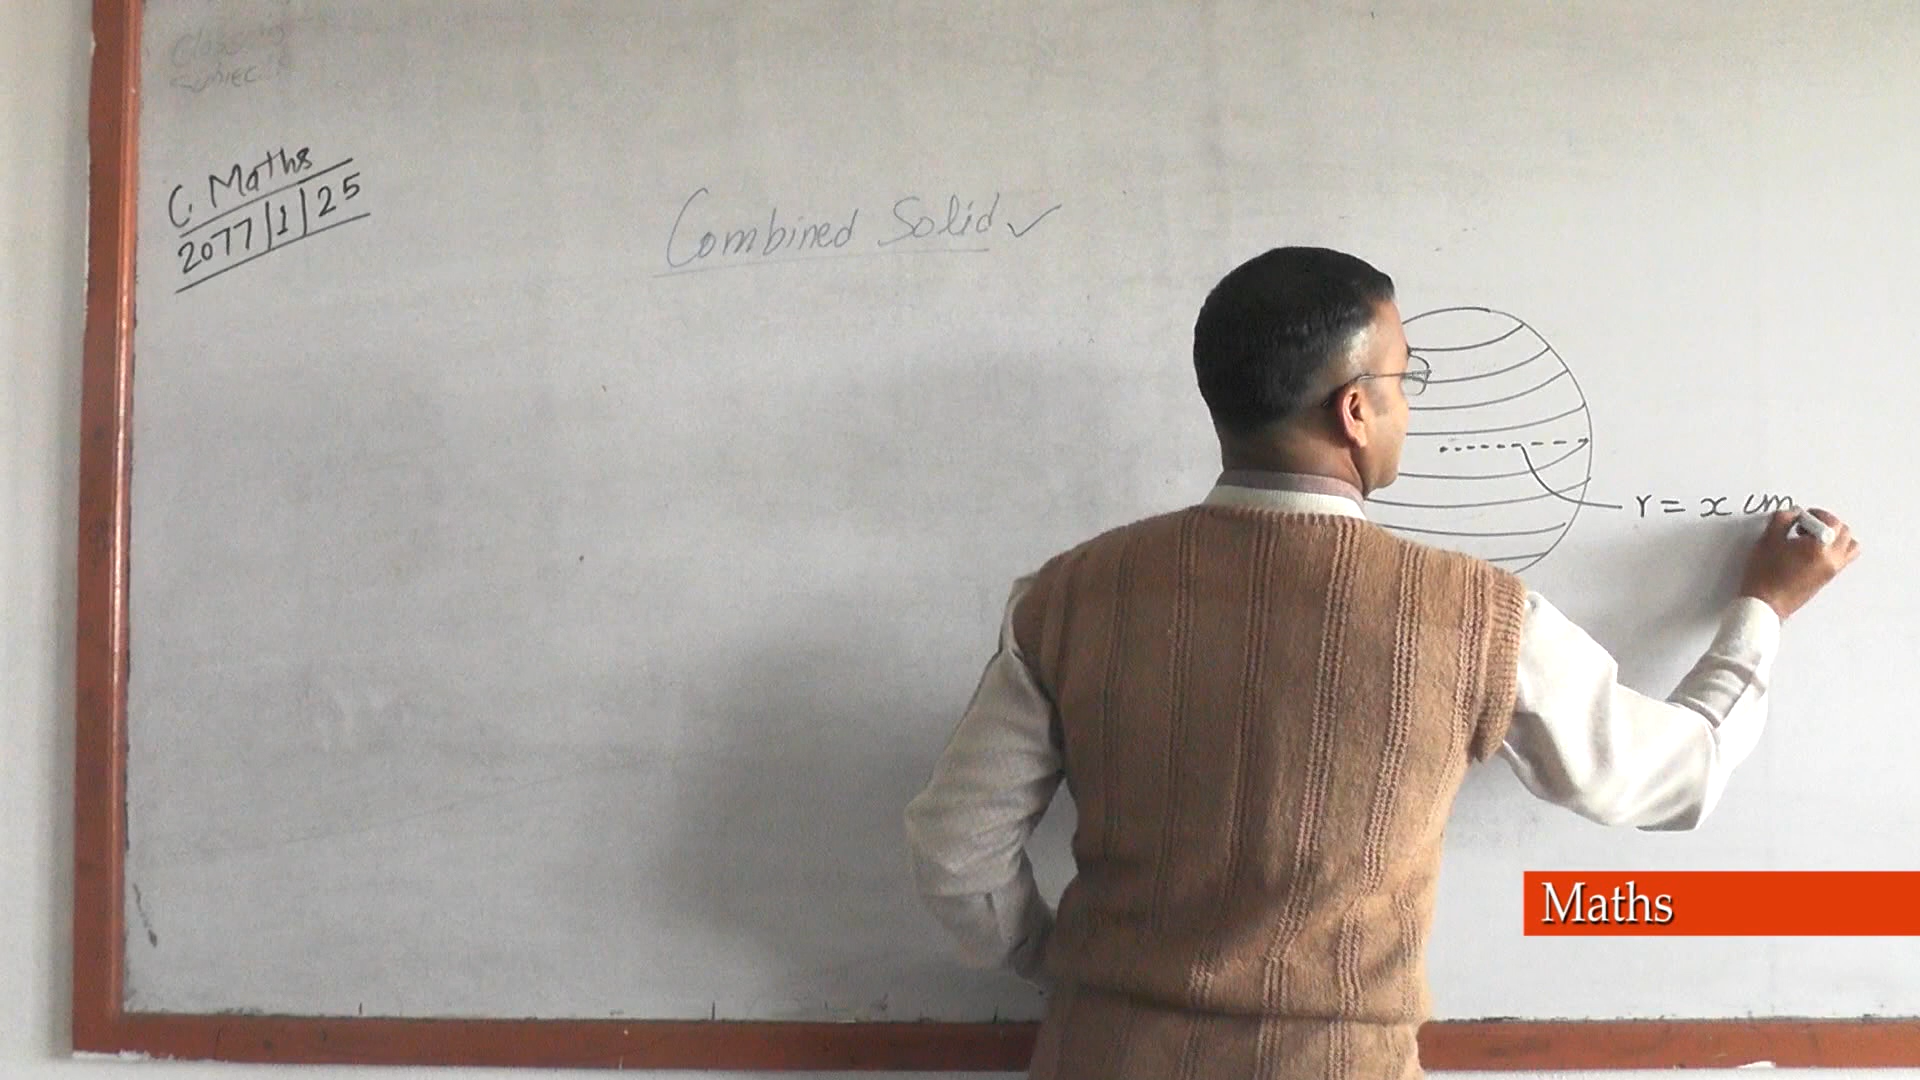 C. Maths
2077/1/25
Combined Solid ✓
r = x cm
Maths